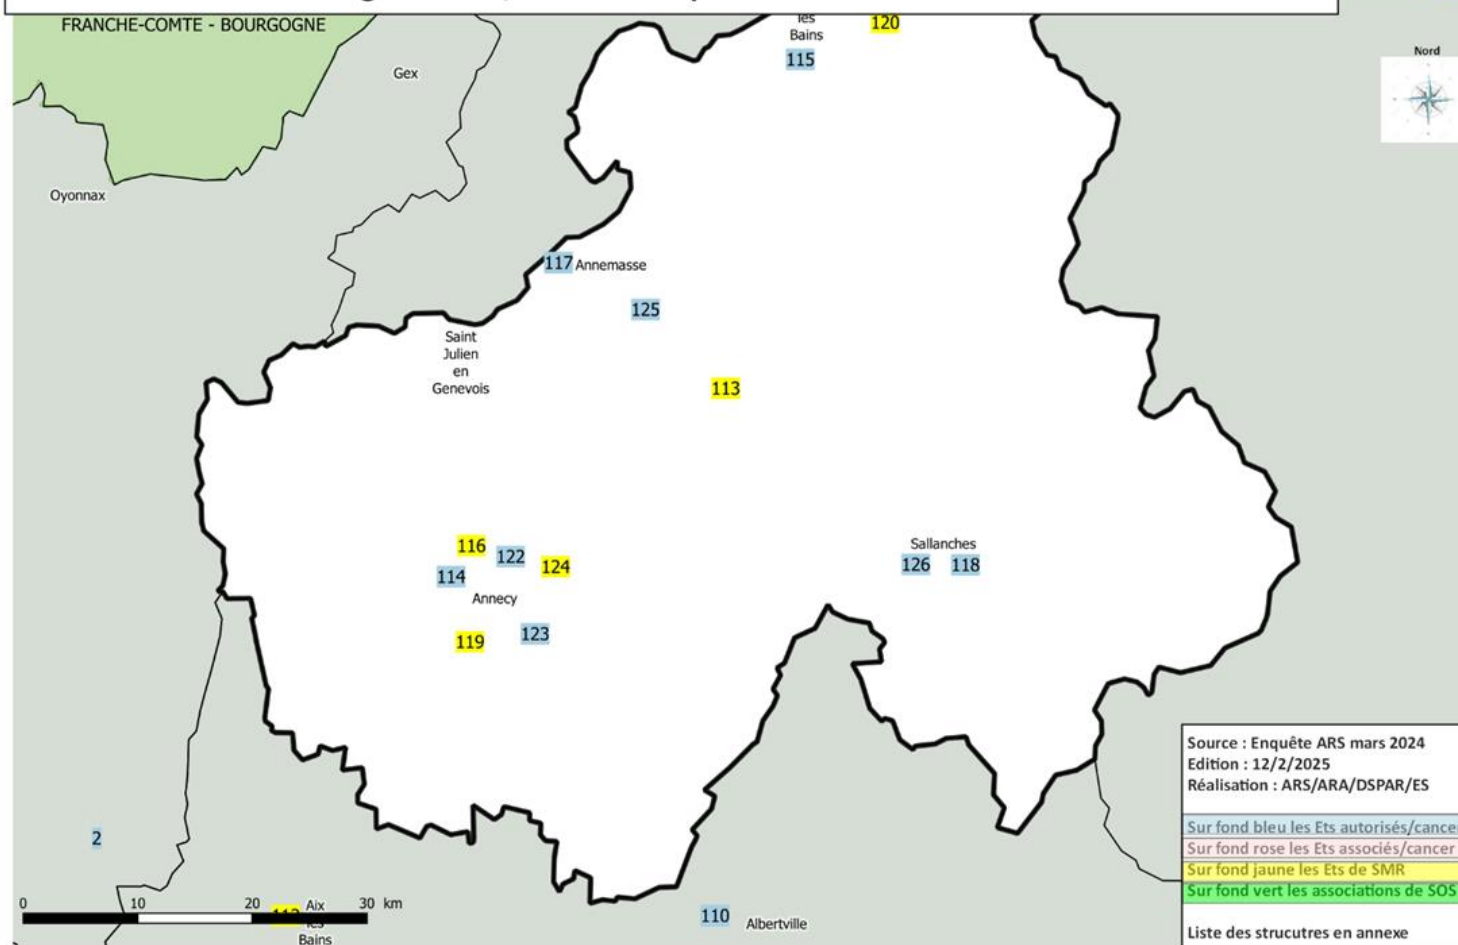 FRANCHE-COMTE - BOURGOGNE
les
Bains
120
115
Gex
Nord
Oyonnax
117 Annemasse
125
Saint
Julien
en
Genevois
113
116
122
124
114
Annecy
119
123
Sallanches
126 118
Source : Enquête ARS mars 2024
Edition : 12/2/2025
Réalisation : ARS/ARA/DSPAR/ES
Sur fond bleu les Ets autorisés/cance
Sur fond rose les Ets associés/cancer
Sur fond jaune les Ets de SMR
Sur fond vert les associations de SOS
Liste des strucutres en annexe
2
0 10 20 30 km
Aix
les
Bains
110 Albertville